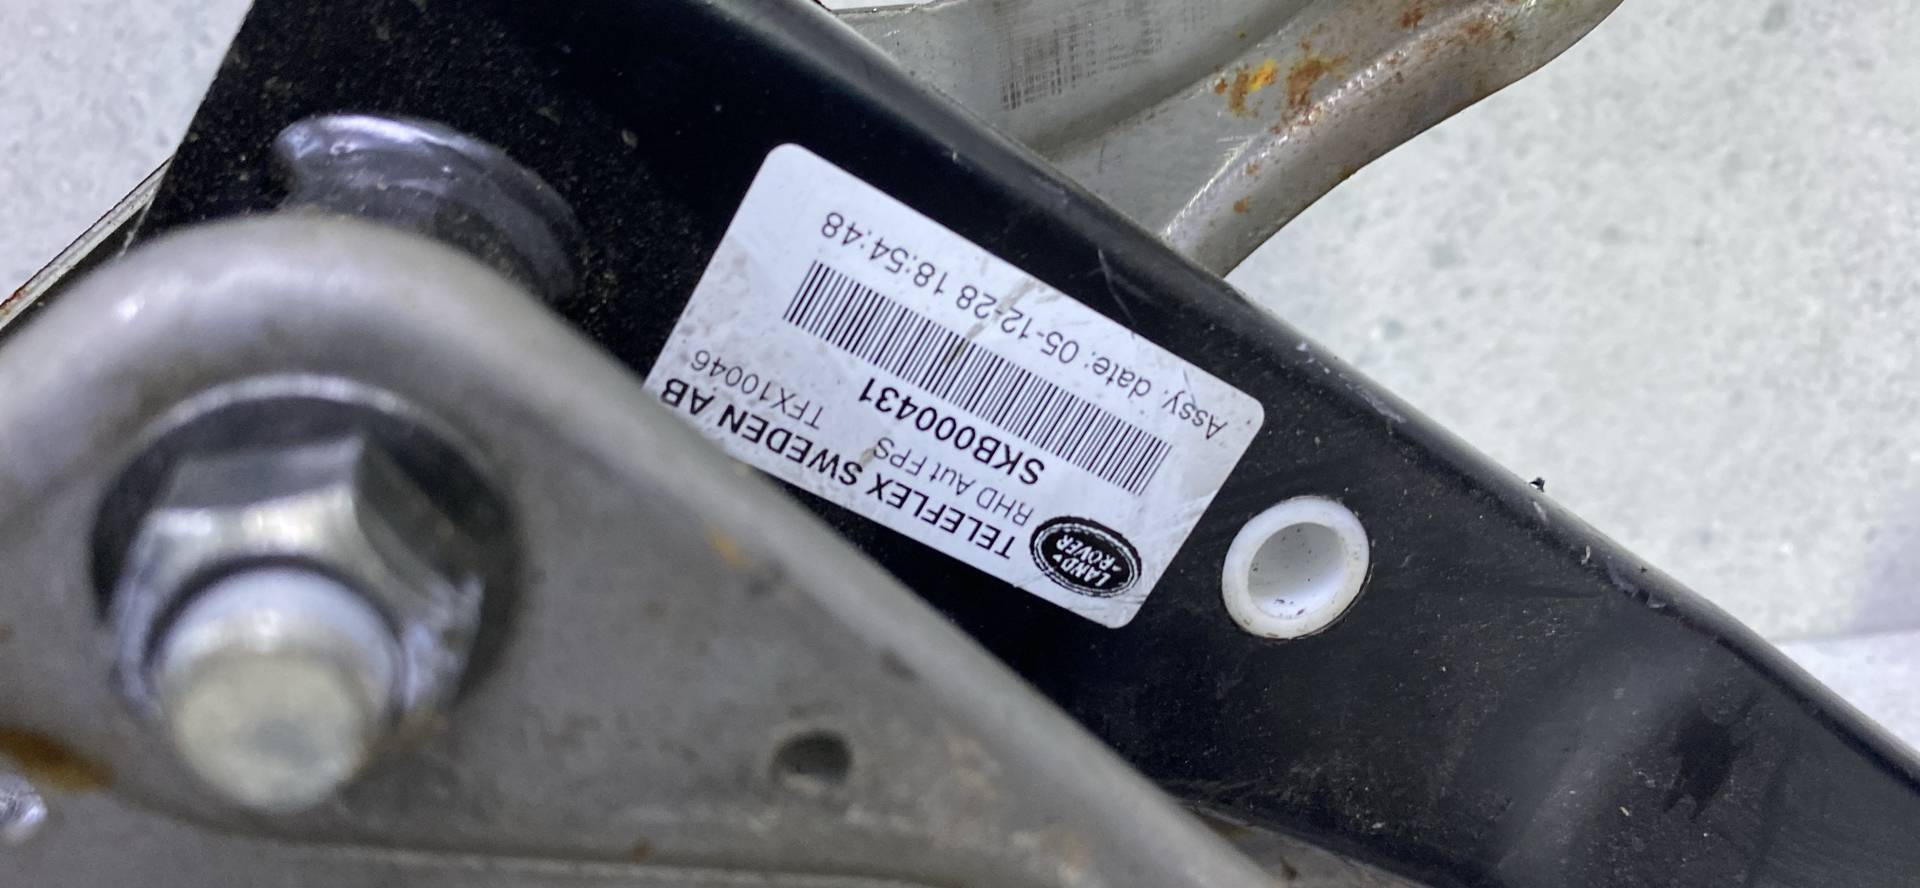 LAND
ROVER
TELEFLEX SWEDEN AB
RHD Aut FPS TFX10046
SKB000431
Assy. date: 05-12-28 18:54:48